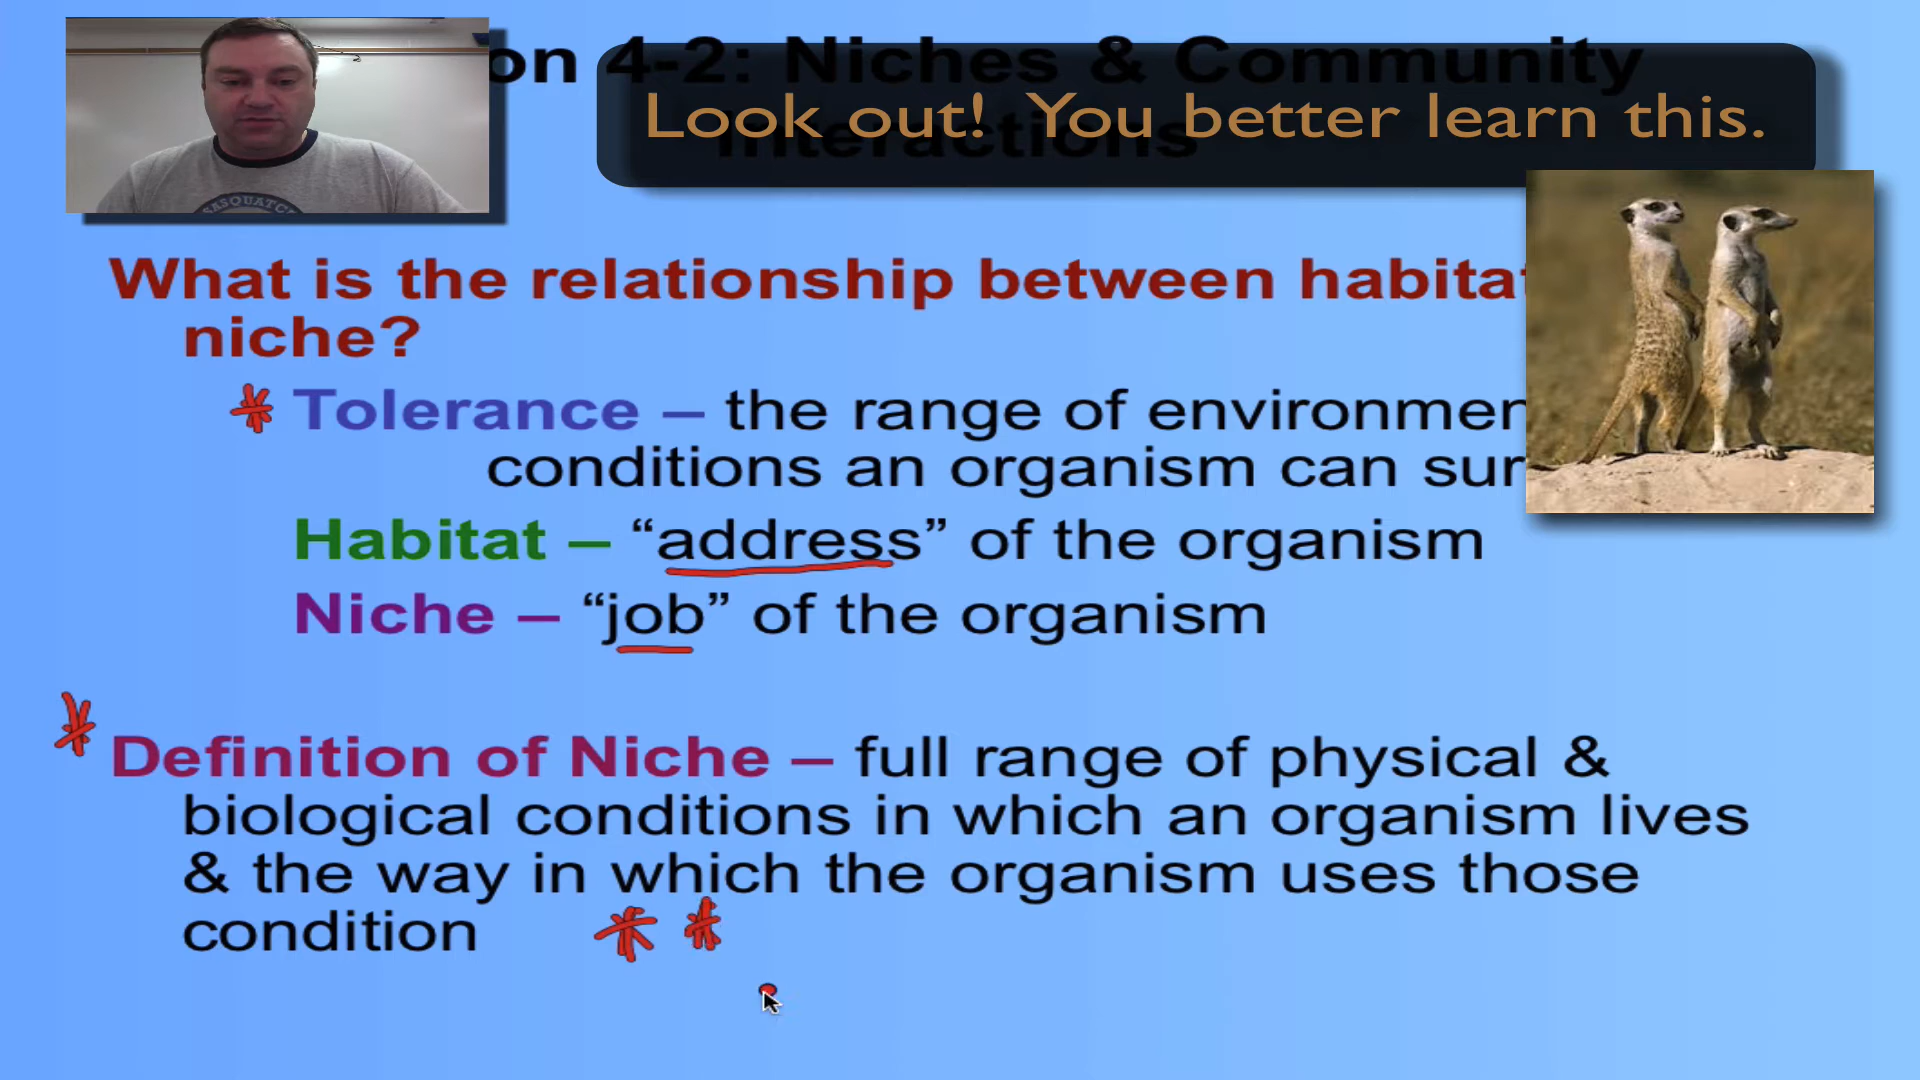 on 4-2: Niches & Community
Interactions
Look out! You better learn this.
SASQUATCH
What is the relationship between habitat
niche?
Tolerance – the range of environmen
conditions an organism can sur
Habitat – “address” of the organism
Niche – “job” of the organism
Definition of Niche – full range of physical &
biological conditions in which an organism lives
& the way in which the organism uses those
condition